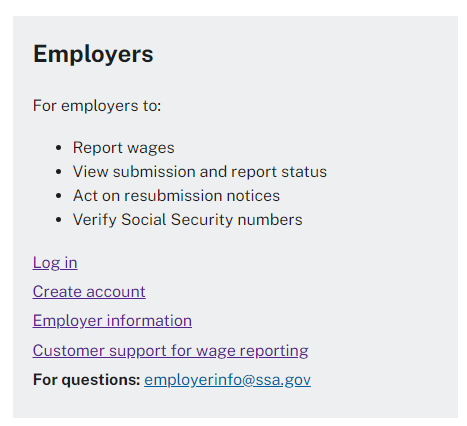 Employers
For employers to:
• Report wages
• View submission and report status
• Act on resubmission notices
• Verify Social Security numbers
Log in
Create account
Employer information
Customer support for wage reporting
For questions: employerinfo@ssa.gov